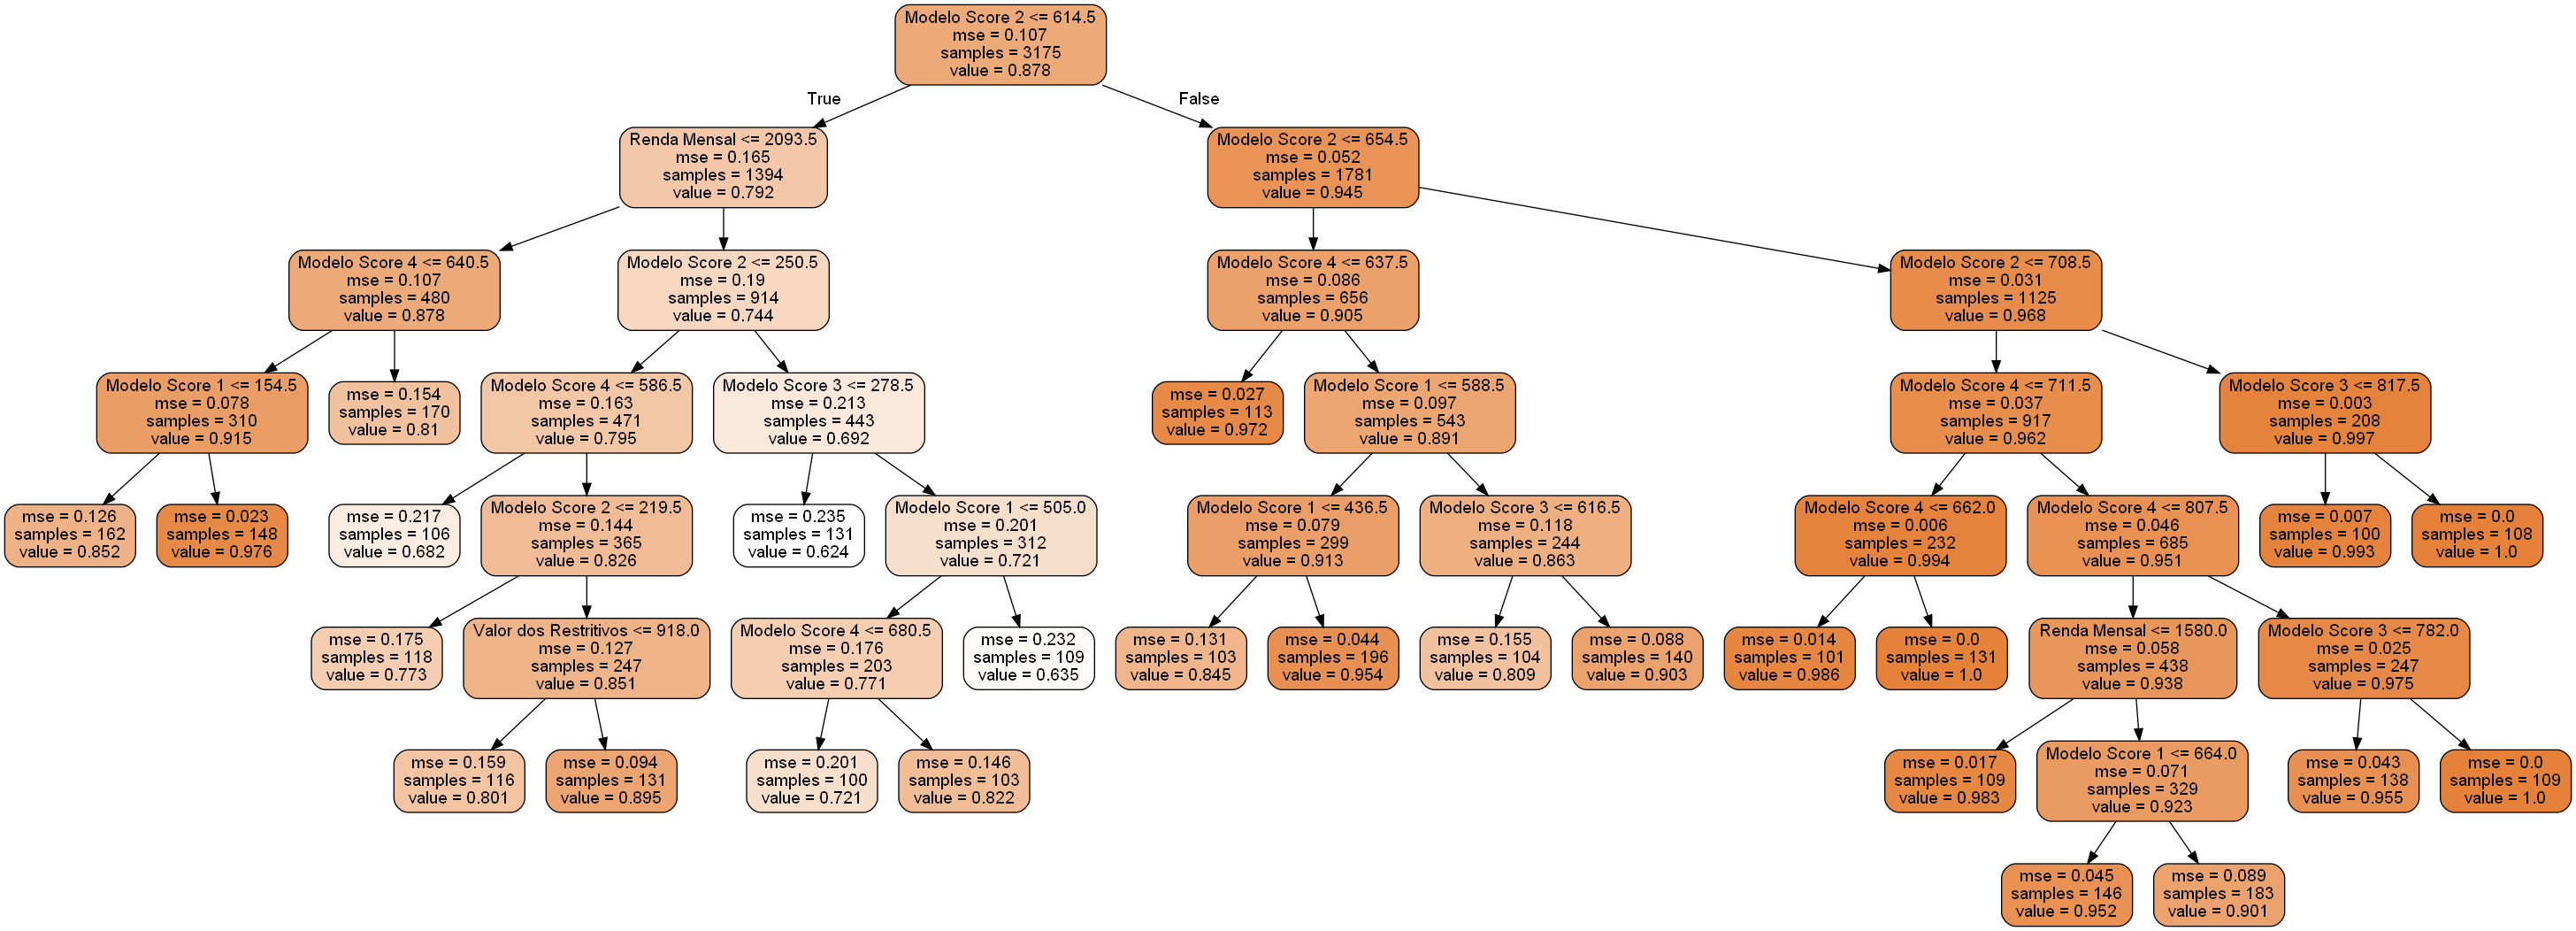 Modelo Score 2 <= 614.5
mse = 0.107
samples = 3175
value = 0.878
True
False
Renda Mensal <= 2093.5
mse = 0.165
samples = 1394
value = 0.792
Modelo Score 2 <= 654.5
mse = 0.052
samples = 1781
value = 0.945
Modelo Score 4 <= 640.5
mse = 0.107
samples = 480
value = 0.878
Modelo Score 2 <= 250.5
mse = 0.19
samples = 914
value = 0.744
Modelo Score 4 <= 637.5
mse = 0.086
samples = 656
value = 0.905
Modelo Score 2 <= 708.5
mse = 0.031
samples = 1125
value = 0.968
Modelo Score 1 <= 154.5
mse = 0.078
samples = 310
value = 0.915
mse = 0.154
samples = 170
value = 0.81
Modelo Score 4 <= 586.5
mse = 0.163
samples = 471
value = 0.795
Modelo Score 3 <= 278.5
mse = 0.213
samples = 443
value = 0.692
mse = 0.027
samples = 113
value = 0.972
Modelo Score 1 <= 588.5
mse = 0.097
samples = 543
value = 0.891
Modelo Score 4 <= 711.5
mse = 0.037
samples = 917
value = 0.962
Modelo Score 3 <= 817.5
mse = 0.003
samples = 208
value = 0.997
mse = 0.126
samples = 162
value = 0.852
mse = 0.023
samples = 148
value = 0.976
mse = 0.217
samples = 106
value = 0.682
Modelo Score 2 <= 219.5
mse = 0.144
samples = 365
value = 0.826
mse = 0.235
samples = 131
value = 0.624
Modelo Score 1 <= 505.0
mse = 0.201
samples = 312
value = 0.721
Modelo Score 1 <= 436.5
mse = 0.079
samples = 299
value = 0.913
Modelo Score 3 <= 616.5
mse = 0.118
samples = 244
value = 0.863
Modelo Score 4 <= 662.0
mse = 0.006
samples = 232
value = 0.994
Modelo Score 4 <= 807.5
mse = 0.046
samples = 685
value = 0.951
mse = 0.007
samples = 100
value = 0.993
mse = 0.0
samples = 108
value = 1.0
mse = 0.175
samples = 118
value = 0.773
Valor dos Restritivos <= 918.0
mse = 0.127
samples = 247
value = 0.851
Modelo Score 4 <= 680.5
mse = 0.176
samples = 203
value = 0.771
mse = 0.232
samples = 109
value = 0.635
mse = 0.131
samples = 103
value = 0.845
mse = 0.044
samples = 196
value = 0.954
mse = 0.155
samples = 104
value = 0.809
mse = 0.088
samples = 140
value = 0.903
mse = 0.014
samples = 101
value = 0.986
mse = 0.0
samples = 131
value = 1.0
Renda Mensal <= 1580.0
mse = 0.058
samples = 438
value = 0.938
Modelo Score 3 <= 782.0
mse = 0.025
samples = 247
value = 0.975
mse = 0.159
samples = 116
value = 0.801
mse = 0.094
samples = 131
value = 0.895
mse = 0.201
samples = 100
value = 0.721
mse = 0.146
samples = 103
value = 0.822
mse = 0.017
samples = 109
value = 0.983
Modelo Score 1 <= 664.0
mse = 0.071
samples = 329
value = 0.923
mse = 0.043
samples = 138
value = 0.955
mse = 0.0
samples = 109
value = 1.0
mse = 0.045
samples = 146
value = 0.952
mse = 0.089
samples = 183
value = 0.901